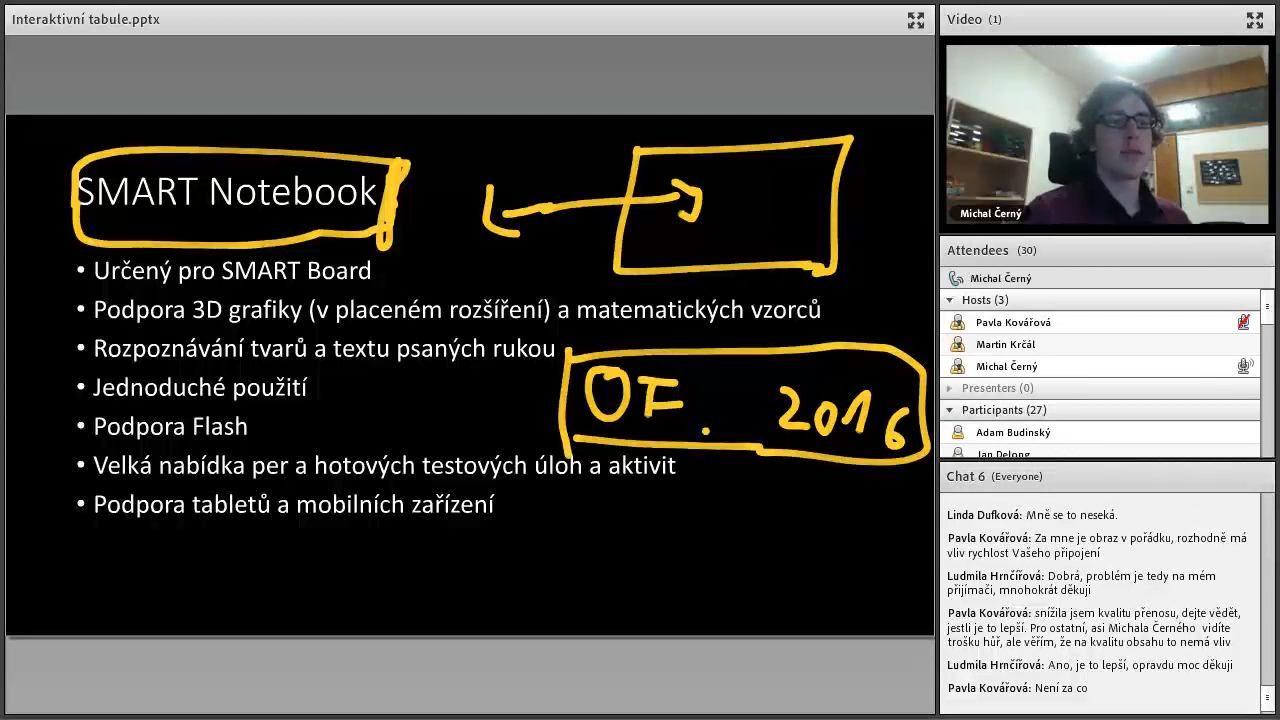 Interaktivní tabule.pptx
SMART Notebook
• Určený pro SMART Board
• Podpora 3D grafiky (v placeném rozšíření) a matematických vzorců
• Rozpoznávání tvarů a textu psaných rukou
• Jednoduché použití
• Podpora Flash
• Velká nabídka per a hotových testových úloh a aktivit
• Podpora tabletů a mobilních zařízení
OF. 2016
Video (1)
Michal Černý
Attendees (30)
Michal Černý
Hosts (3)
Pavla Kovářová
Martin Krčál
Michal Černý
Presenters (0)
Participants (27)
Adam Budinský
Jan Delong
Chat 6 (Everyone)
Linda Dufková: Mně se to neseká.
Pavla Kovářová: Za mne je obraz v pořádku, rozhodně má
vliv rychlost Vašeho připojení
Ludmila Hrnčířová: Dobrá, problém je tedy na mém
přijímači, mnohokrát děkuji
Pavla Kovářová: snížila jsem kvalitu přenosu, dejte vědět,
jestli je to lepší. Pro ostatní, asi Michala Černého vidíte
trošku hůř, ale věřím, že na kvalitu obsahu to nemá vliv
Ludmila Hrnčířová: Ano, je to lepší, opravdu moc děkuji
Pavla Kovářová: Není za co